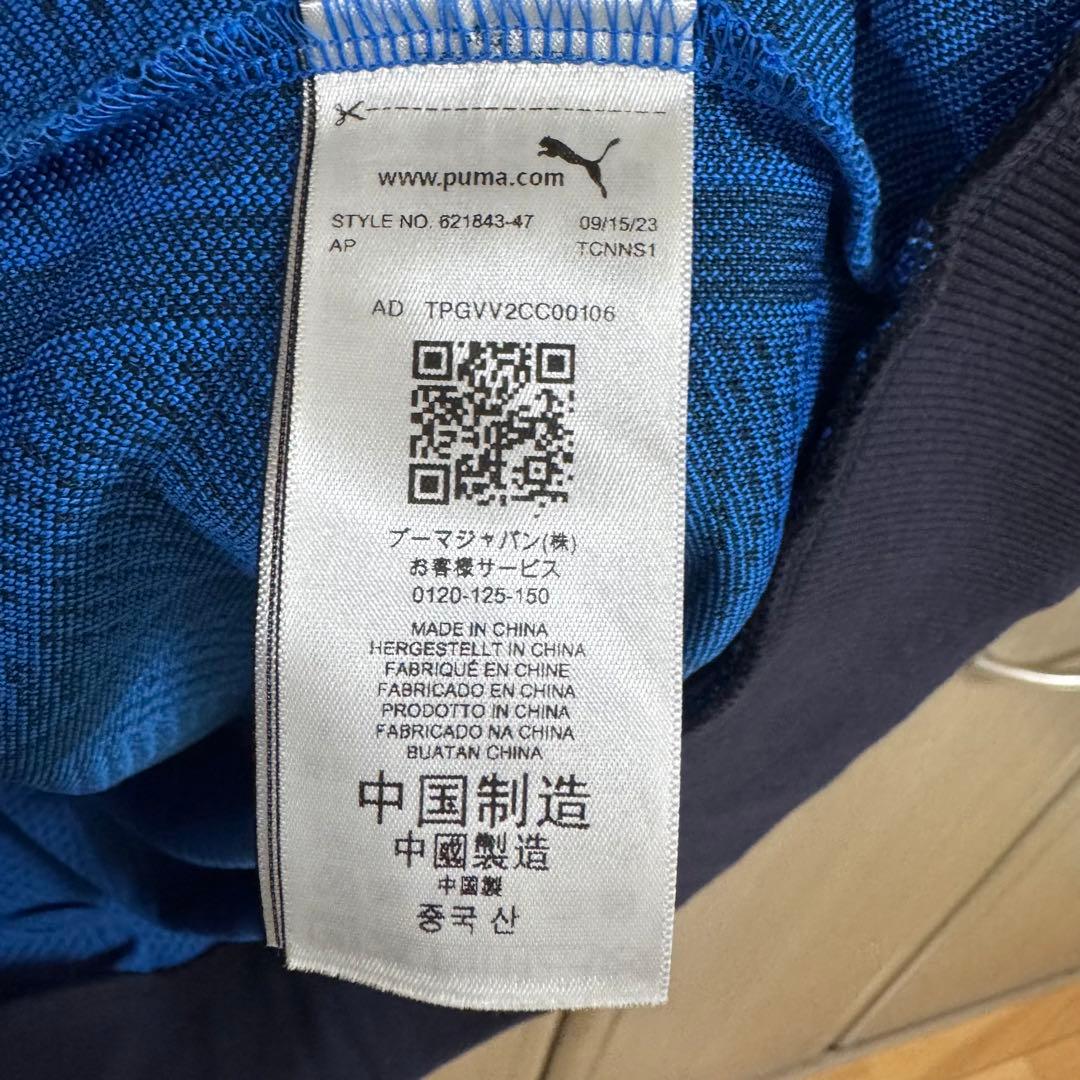 www.puma.com
STYLE NO. 621843-47 09/15/23
AP TCNNS1
AD TPGVV2CC00106
プーマジャパン(株)
お客様サービス
0120-125-150
MADE IN CHINA
HERGESTELLT IN CHINA
FABRIQUÉ EN CHINE
FABRICADO EN CHINA
PRODOTTO IN CHINA
FABRICADO NA CHINA
BUATAN CHINA
中国制造
中國製造
中国製
중국 산